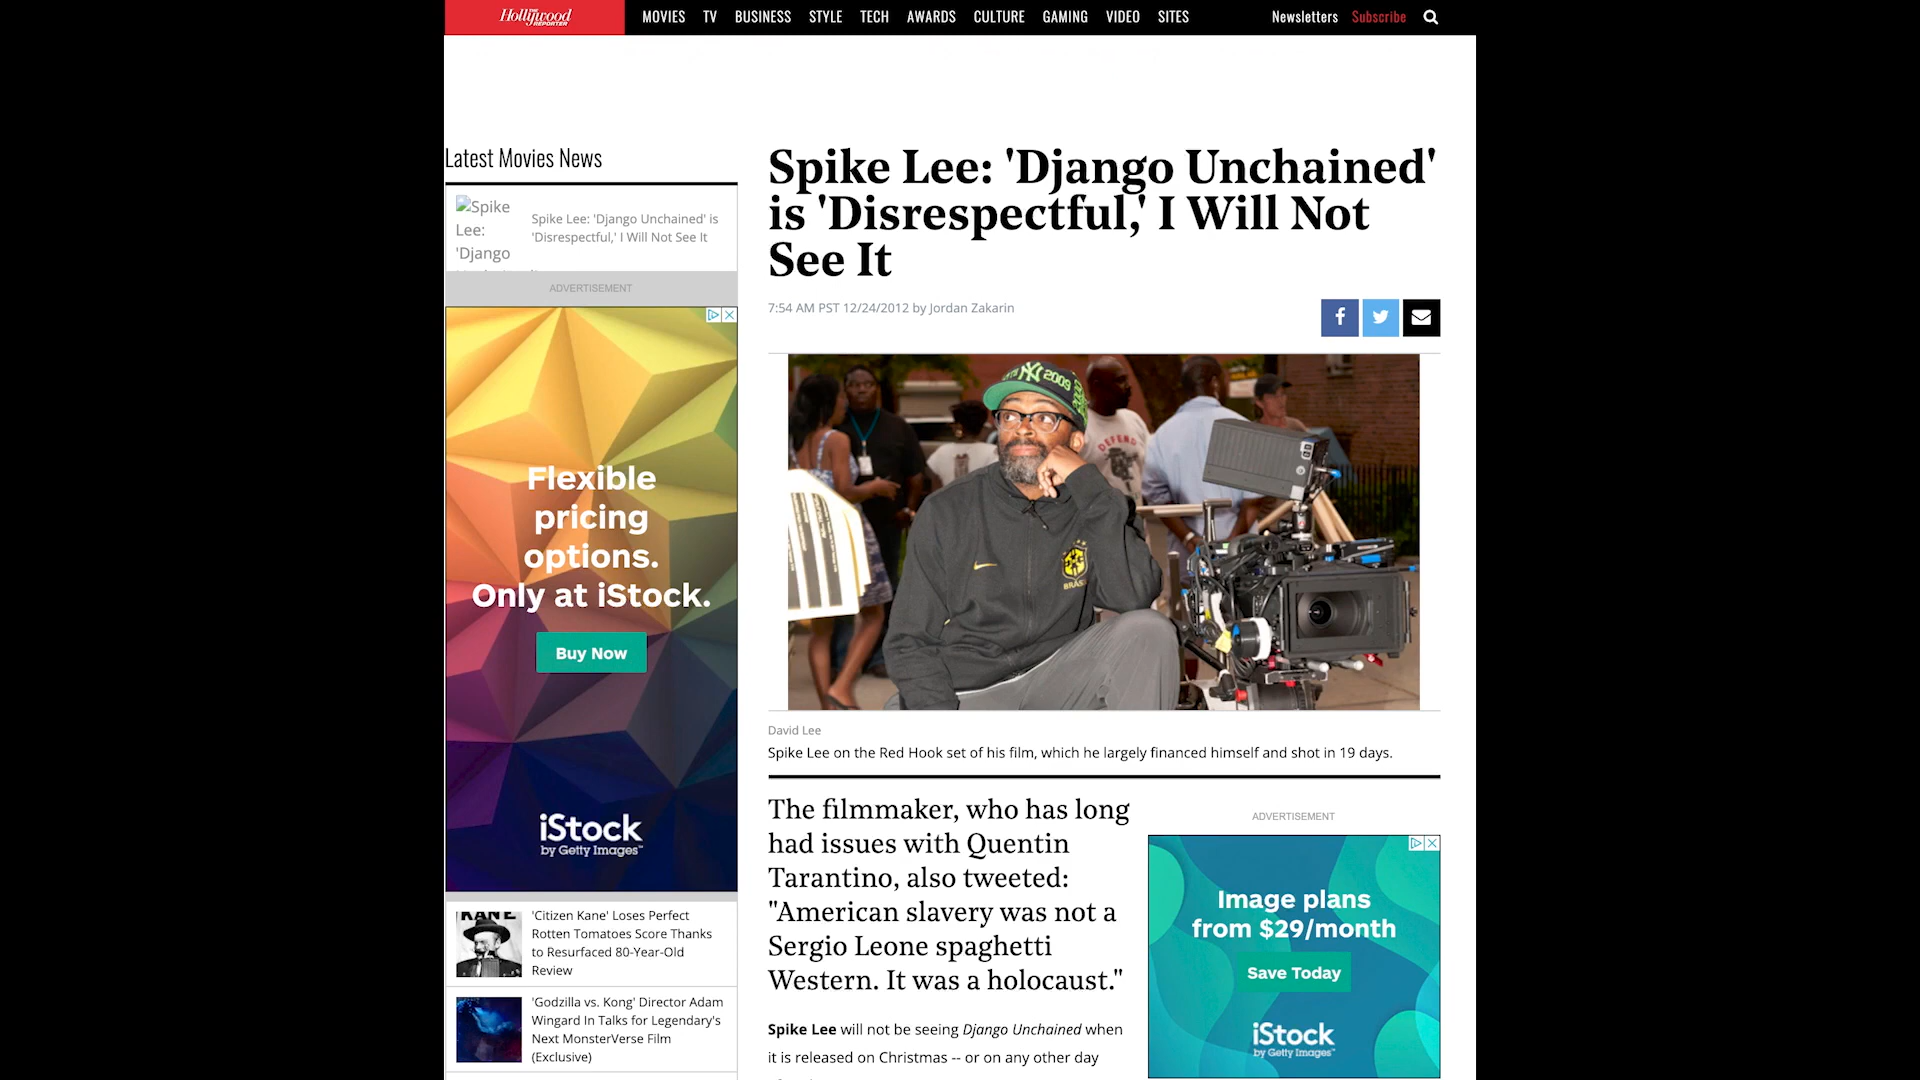 THE
Hollywood
REPORTER
MOVIES TV BUSINESS STYLE TECH AWARDS CULTURE GAMING VIDEO SITES
Newsletters Subscribe
Latest Movies News
Spike
Lee:
'Django
Spike Lee: 'Django Unchained' is
'Disrespectful,' I Will Not See It
ADVERTISEMENT
Flexible
pricing
options.
Only at iStock.
Buy Now
iStock
by Getty Images™
KANE
'Citizen Kane' Loses Perfect
Rotten Tomatoes Score Thanks
to Resurfaced 80-Year-Old
Review
'Godzilla vs. Kong' Director Adam
Wingard In Talks for Legendary's
Next MonsterVerse Film
(Exclusive)
Spike Lee: 'Django Unchained'
is 'Disrespectful,' I Will Not
See It
7:54 AM PST 12/24/2012 by Jordan Zakarin
NY 2009
DEFEND
BRASIL
David Lee
Spike Lee on the Red Hook set of his film, which he largely financed himself and shot in 19 days.
The filmmaker, who has long
had issues with Quentin
Tarantino, also tweeted:
"American slavery was not a
Sergio Leone spaghetti
Western. It was a holocaust."
Spike Lee will not be seeing Django Unchained when
it is released on Christmas -- or on any other day
ADVERTISEMENT
Image plans
from $29/month
Save Today
iStock
by Getty Images™